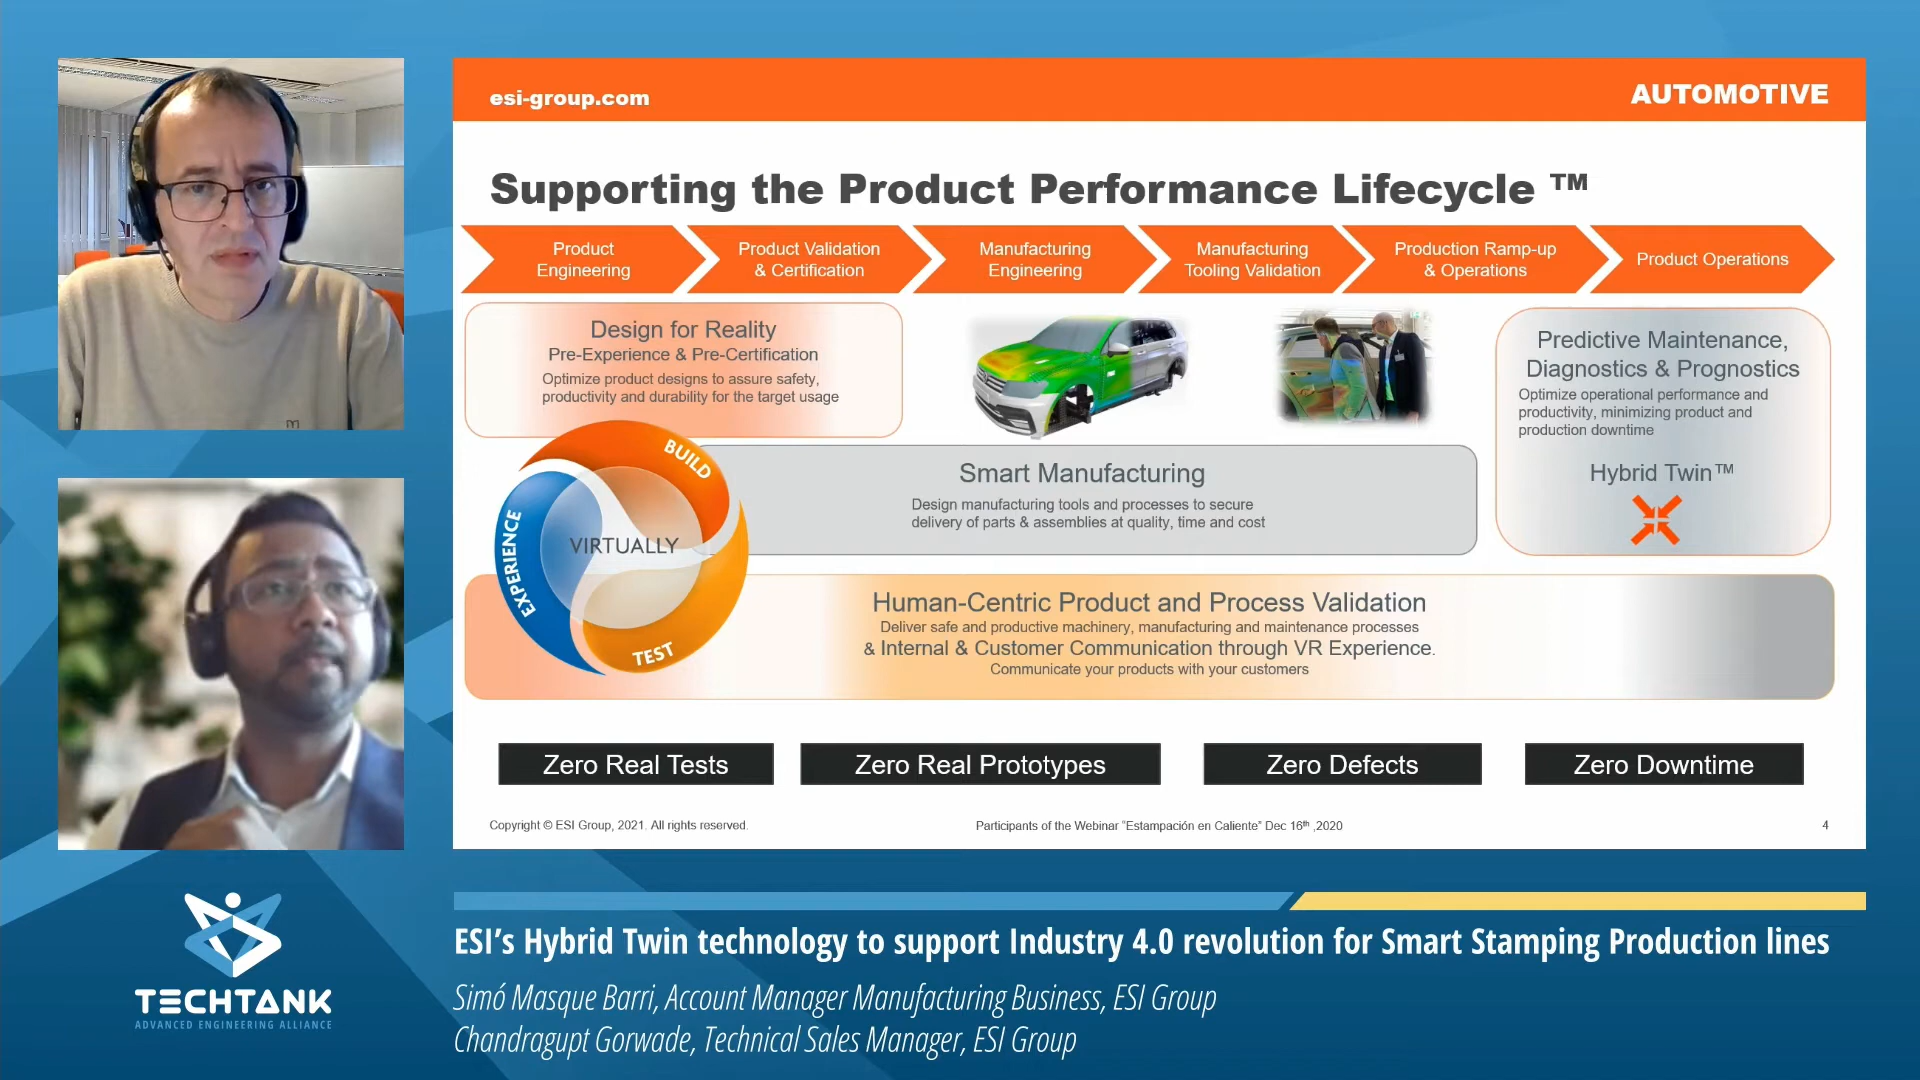 esi-group.com
AUTOMOTIVE
Supporting the Product Performance Lifecycle ™
Product
Engineering
Product Validation
& Certification
Manufacturing
Engineering
Manufacturing
Tooling Validation
Production Ramp-up
& Operations
Product Operations
Design for Reality
Pre-Experience & Pre-Certification
Optimize product designs to assure safety,
productivity and durability for the target usage
Predictive Maintenance,
Diagnostics & Prognostics
Optimize operational performance and
productivity, minimizing product and
production downtime
Hybrid Twin™
BUILD
EXPERIENCE
VIRTUALLY
TEST
Smart Manufacturing
Design manufacturing tools and processes to secure
delivery of parts & assemblies at quality, time and cost
Human-Centric Product and Process Validation
Deliver safe and productive machinery, manufacturing and maintenance processes
& Internal & Customer Communication through VR Experience.
Communicate your products with your customers
Zero Real Tests
Zero Real Prototypes
Zero Defects
Zero Downtime
Copyright © ESI Group, 2021. All rights reserved.
Participants of the Webinar "Estampación en Caliente" Dec 16th ,2020
4
TECHTANK
ADVANCED ENGINEERING ALLIANCE
ESI's Hybrid Twin technology to support Industry 4.0 revolution for Smart Stamping Production lines
Simó Masque Barri, Account Manager Manufacturing Business, ESI Group
Chandragupt Gorwade, Technical Sales Manager, ESI Group